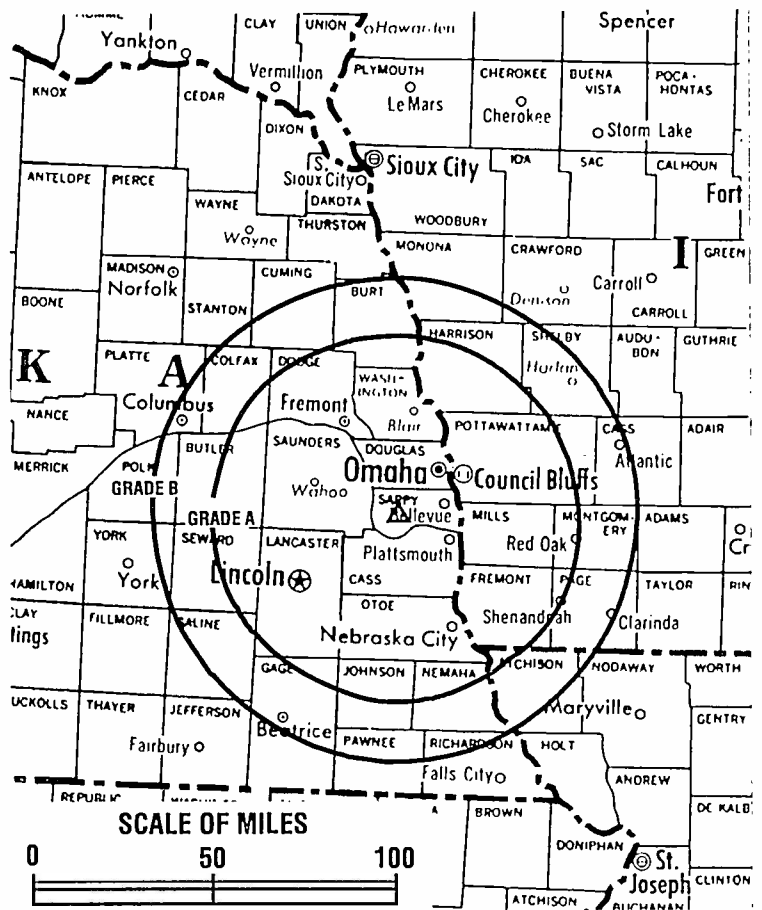 CLAY
UNION
Hawarden
Spencer
Yankton
Vermillion
PLYMOUTH
CHEROKEE
BUENA
VISTA
POCA-
HONTAS
KNOX
CEDAR
LeMars
Cherokee
DIXON
Storm Lake
S.
Sioux City
Sioux City
IDA
SAC
CALHOUN
ANTELOPE
PIERCE
DAKOTA
Fort
WAYNE
Wayne
THURSTON
WOODBURY
MONONA
CRAWFORD
I
GREEN
MADISON
Norfolk
CUMING
BURT
Denison
Carroll
BOONE
STANTON
CARROLL
HARRISON
SHELBY
AUDU-
BON
GUTHRIE
K
PLATTE
A
COLFAX
DODGE
Harlan
WASH-
INGTON
Columbus
Fremont
Blair
NANCE
POTTAWATTAMIE
CASS
ADAIR
BUTLER
SAUNDERS
DOUGLAS
Atlantic
MERRICK
POLK
Omaha
Council Bluffs
GRADE B
Wahoo
SARPY
Bellevue
GRADE A
MILLS
MONTGOM-
ERY
ADAMS
YORK
SEWARD
LANCASTER
Plattsmouth
Red Oak
Cr
York
Lincoln
CASS
FREMONT
PAGE
TAYLOR
RIN
HAMILTON
OTOE
CLAY
FILLMORE
SALINE
Shenandoah
Clarinda
tings
Nebraska City
GAGE
JOHNSON
NEMAHA
ATCHISON
NODAWAY
WORTH
UCKOLLS
THAYER
JEFFERSON
Maryville
GENTRY
Beatrice
Fairbury
PAWNEE
RICHARDSON
HOLT
Falls City
ANDREW
REPUBLIC
BROWN
DE KALB
SCALE OF MILES
DONIPHAN
0
50
100
St.
Joseph
CLINTON
ATCHISON
BUCHANAN